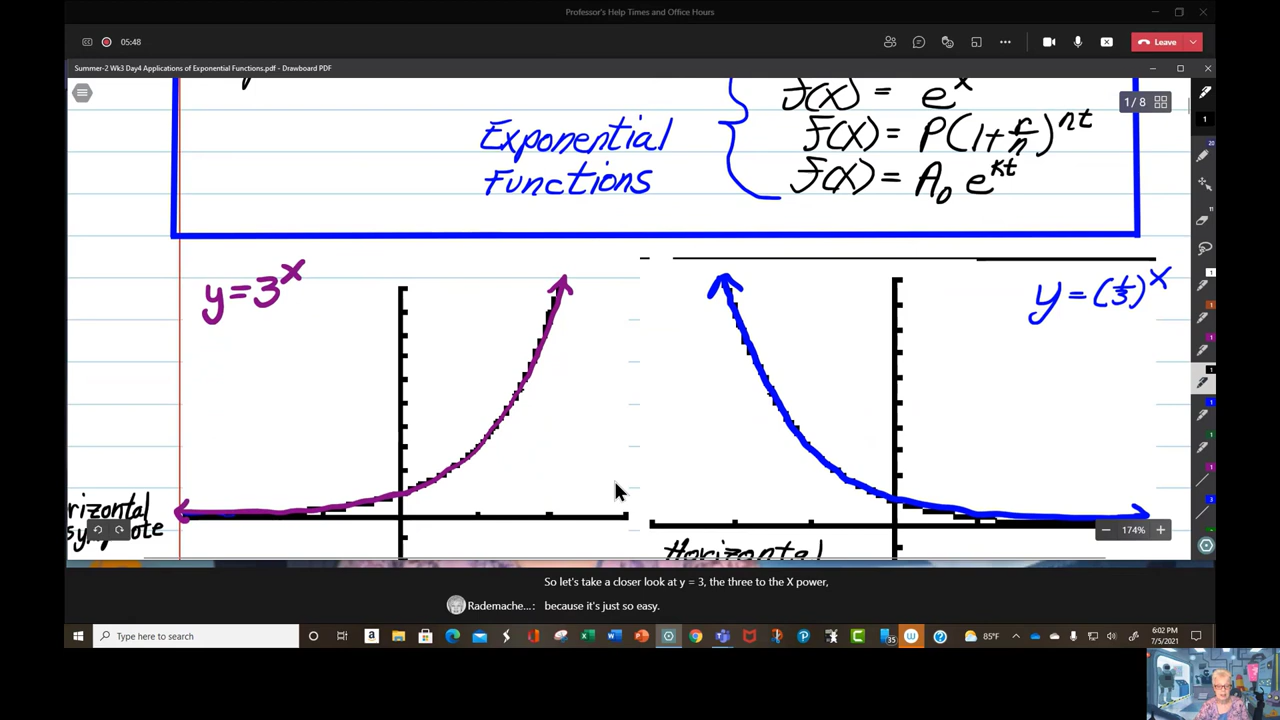 Professor's Help Times and Office Hours
05:48
Leave
Summer-2 Wk3 Day4 Applications of Exponential Functions.pdf - Drawboard PDF
1/8
f(x) = e^x
Exponential
Functions
f(x) = P(1+r/n)^nt
f(x) = A₀ e^kt
y=3^x
y=(1/3)^x
rizontal
Horizontal
174%
So let's take a closer look at y = 3, the three to the X power,
Rademache...: because it's just so easy.
Type here to search
35
85°F
6:02 PM
7/5/2021